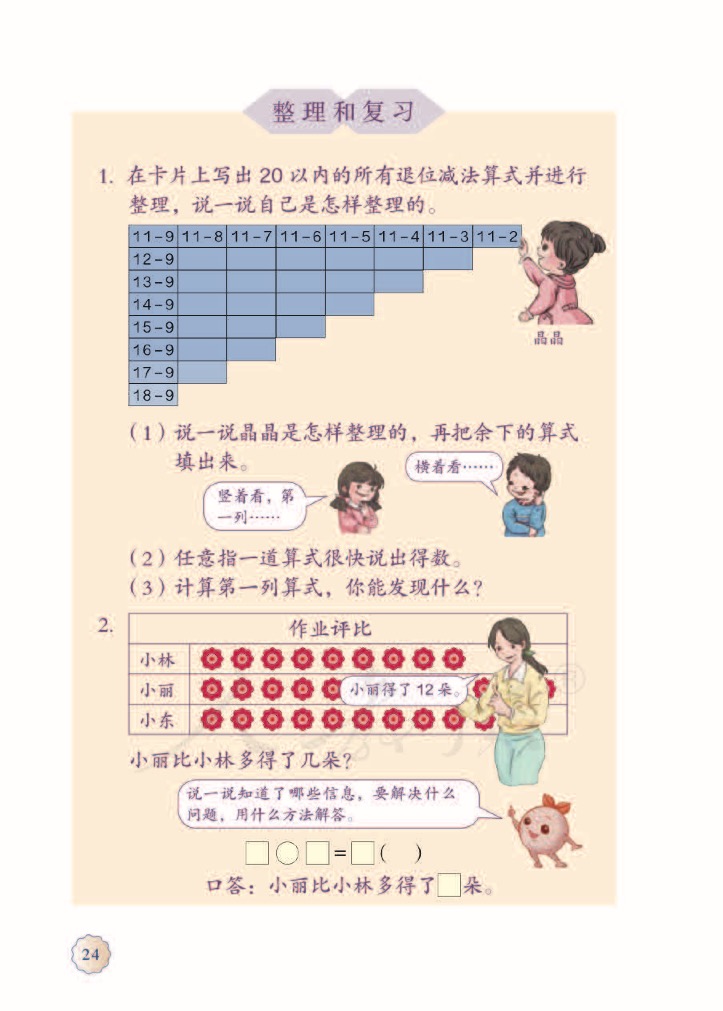 整理和复习
1. 在卡片上写出 20 以内的所有退位减法算式并进行
整理，说一说自己是怎样整理的。
11－9 11－8 11－7 11－6 11－5 11－4 11－3 11－2
12－9
13－9
14－9
15－9
16－9
17－9
18－9
晶晶
（1）说一说晶晶是怎样整理的，再把余下的算式
填出来。
横着看……
竖着看，第
一列……
（2）任意指一道算式很快说出得数。
（3）计算第一列算式，你能发现什么？
2.
作业评比
小林
小丽
小丽得了 12 朵。
小东
小丽比小林多得了几朵？
说一说知道了哪些信息，要解决什么
问题，用什么方法解答。
□○□＝□（ ）
口答：小丽比小林多得了□朵。
24